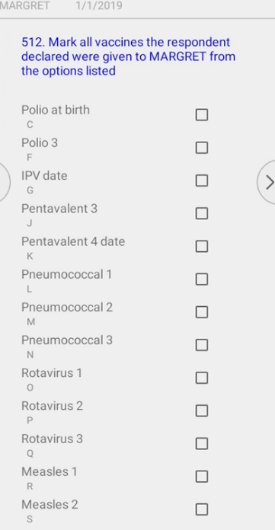 MARGRET 1/1/2019
512. Mark all vaccines the respondent
declared were given to MARGRET from
the options listed
Polio at birth
C
Polio 3
F
IPV date
G
Pentavalent 3
J
Pentavalent 4 date
K
Pneumococcal 1
L
Pneumococcal 2
M
Pneumococcal 3
N
Rotavirus 1
O
Rotavirus 2
P
Rotavirus 3
Q
Measles 1
R
Measles 2
S